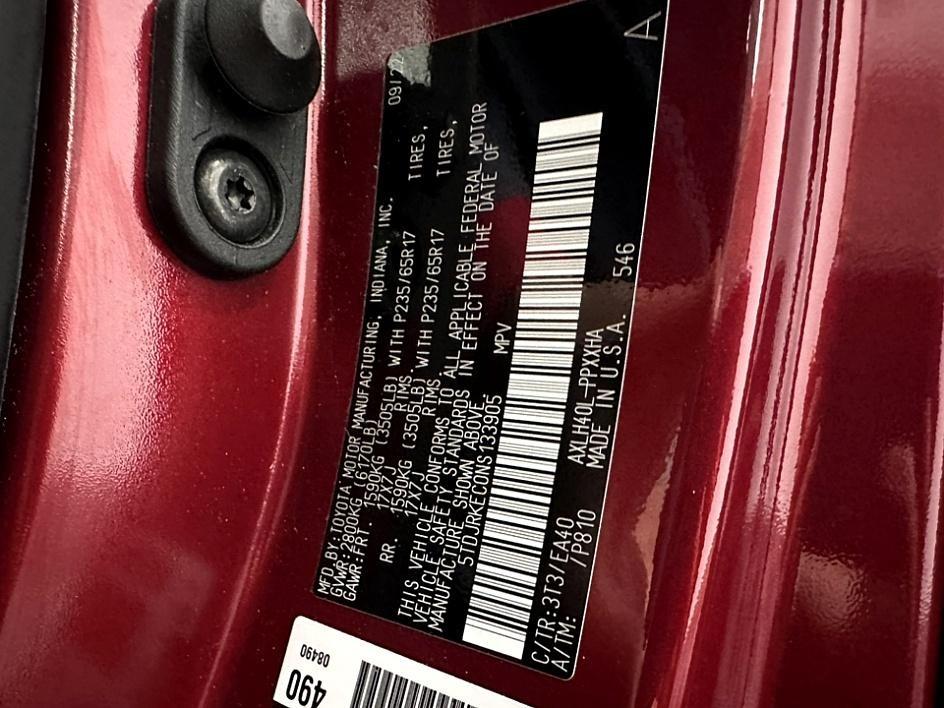 MFD.BY:TOYOTA MOTOR MANUFACTURING, INDIANA, INC. 09/22
GVWR:2800KG (6170LB)
GAWR:FRT. 1590KG (3505LB) WITH P235/65R17 TIRES,
17X7J RIMS
RR. 1590KG (3505LB) WITH P235/65R17 TIRES,
17X7J RIMS
THIS VEHICLE CONFORMS TO ALL APPLICABLE FEDERAL MOTOR
VEHICLE SAFETY STANDARDS IN EFFECT ON THE DATE OF
MANUFACTURE SHOWN ABOVE.
5TDJRKEC0NS133905 MPV
C/TR:3T3/EA40 AXLH40L-PPXXHA 546 A
A/TM: /P810 MADE IN U.S.A.
490 08490